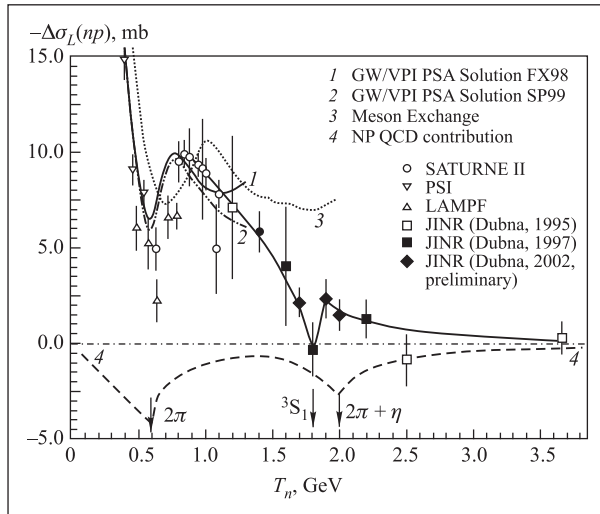 −Δσ_L(np), mb
15.0
10.0
5.0
0.0
−5.0
1 GW/VPI PSA Solution FX98
2 GW/VPI PSA Solution SP99
3 Meson Exchange
4 NP QCD contribution
SATURNE II
PSI
LAMPF
JINR (Dubna, 1995)
JINR (Dubna, 1997)
JINR (Dubna, 2002,
preliminary)
1
2
3
4
4
2π
³S₁
2π + η
0 0.5 1.0 1.5 2.0 2.5 3.0 3.5
T_n, GeV